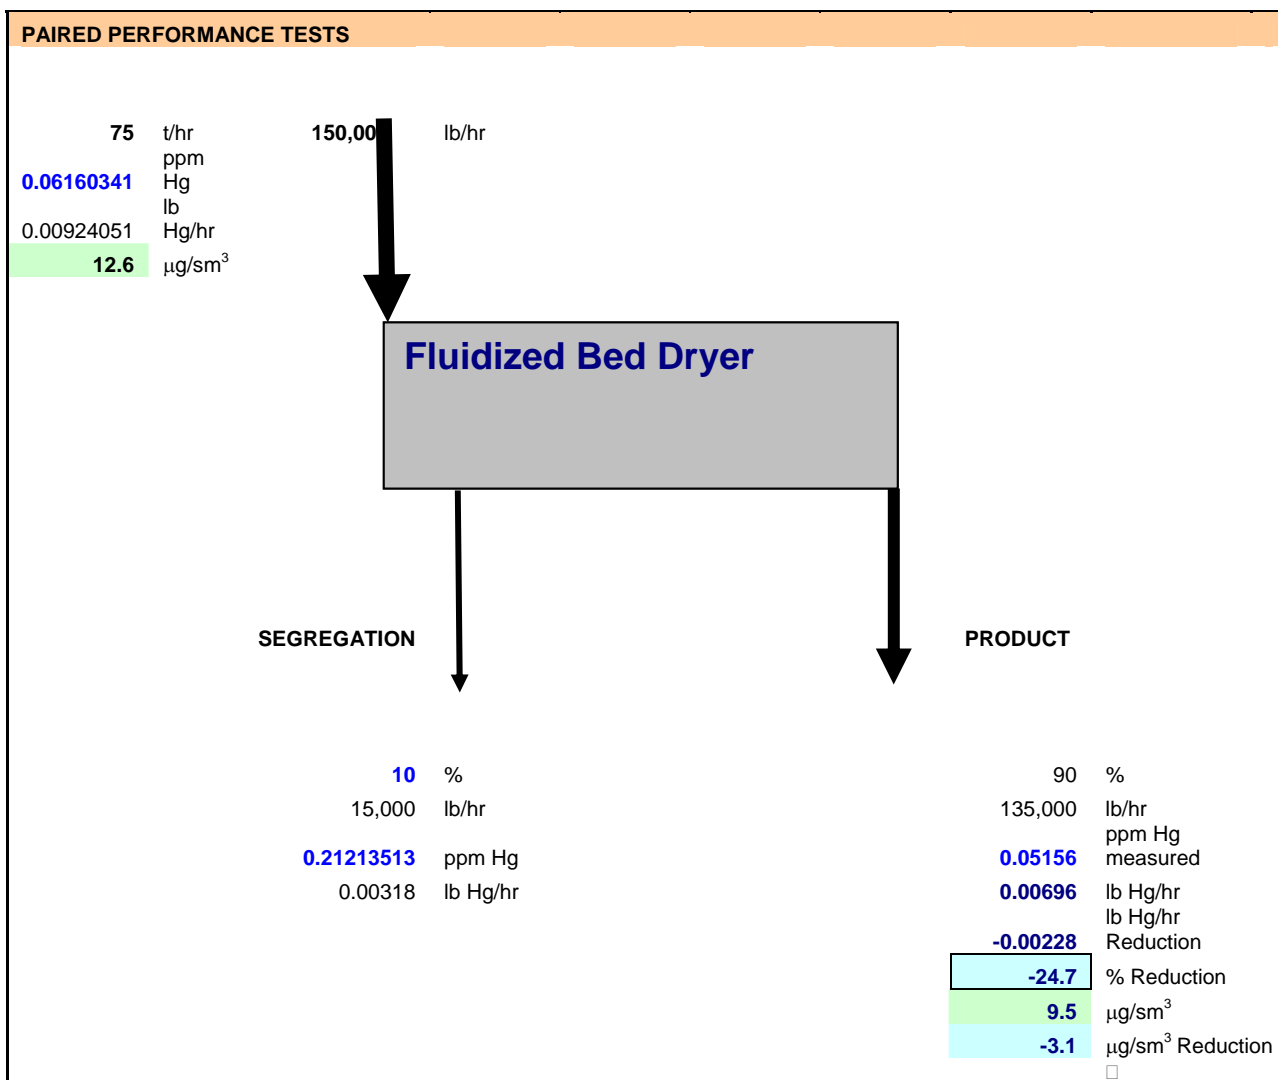 PAIRED PERFORMANCE TESTS
75 t/hr 150,00 lb/hr
ppm
0.06160341 Hg
lb
0.00924051 Hg/hr
12.6 μg/sm³
Fluidized Bed Dryer
SEGREGATION PRODUCT
10 % 90 %
15,000 lb/hr 135,000 lb/hr
ppm Hg
0.21213513 ppm Hg 0.05156 measured
0.00318 lb Hg/hr 0.00696 lb Hg/hr
lb Hg/hr
-0.00228 Reduction
-24.7 % Reduction
9.5 μg/sm³
-3.1 μg/sm³ Reduction